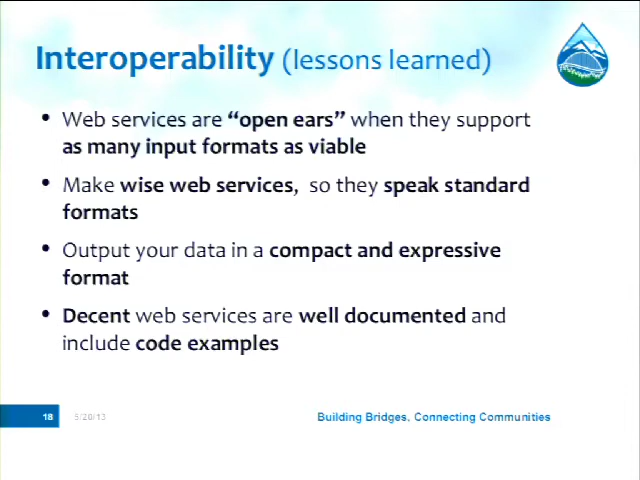 Interoperability (lessons learned)
• Web services are “open ears” when they support
as many input formats as viable
• Make wise web services, so they speak standard
formats
• Output your data in a compact and expressive
format
• Decent web services are well documented and
include code examples
18 5/20/13 Building Bridges, Connecting Communities